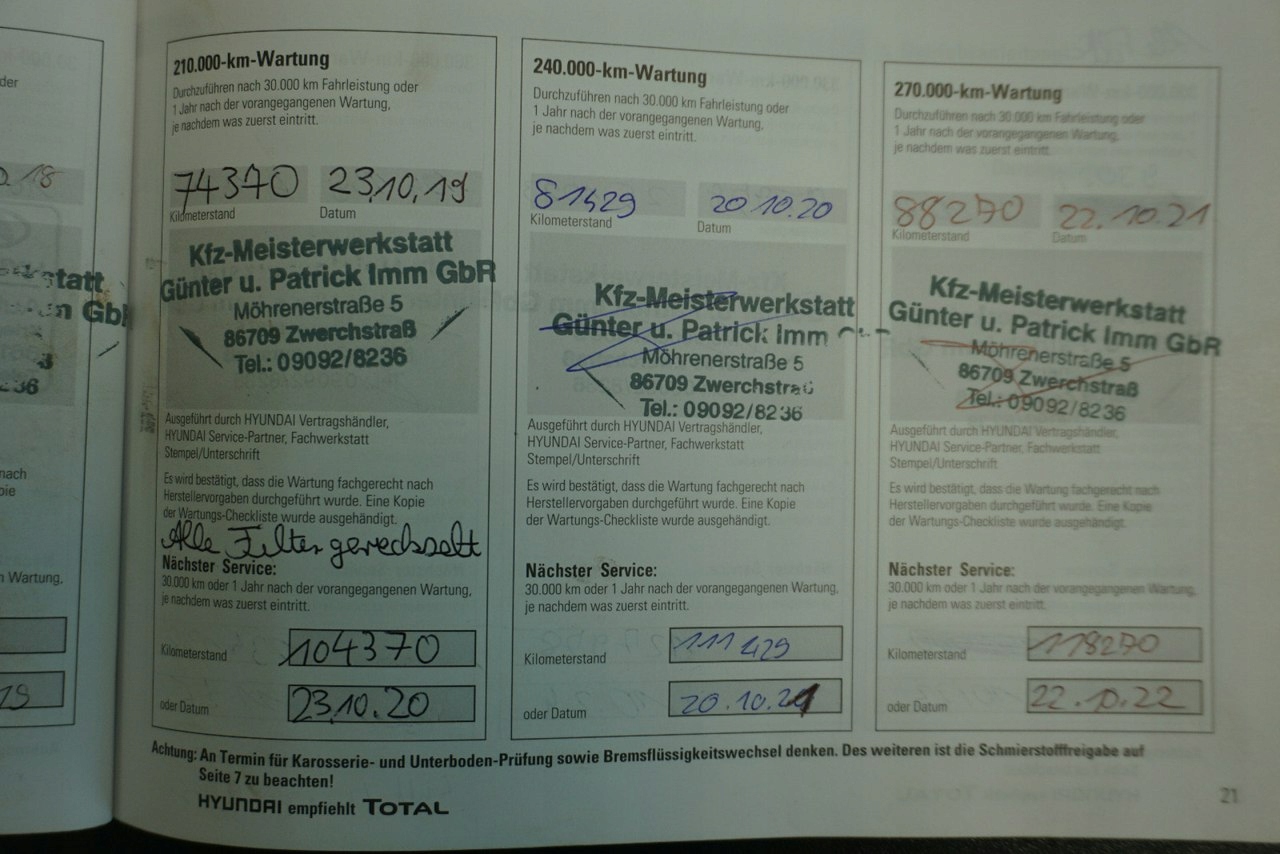 der
0.18
statt
GbR
36
nach
pie
n Wartung,
19
210.000-km-Wartung
Durchzuführen nach 30.000 km Fahrleistung oder
1 Jahr nach der vorangegangenen Wartung,
je nachdem was zuerst eintritt.
74370 23.10.19
Kilometerstand Datum
Kfz-Meisterwerkstatt
Günter u. Patrick Imm GbR
Möhrenerstraße 5
86709 Zwerchstraß
Tel.: 09092/8236
Ausgeführt durch HYUNDAI Vertragshändler,
HYUNDAI Service-Partner, Fachwerkstatt
Stempel/Unterschrift
Es wird bestätigt, dass die Wartung fachgerecht nach
Herstellervorgaben durchgeführt wurde. Eine Kopie
der Wartungs-Checkliste wurde ausgehändigt.
Alle Filter gewechselt
Nächster Service:
30.000 km oder 1 Jahr nach der vorangegangenen Wartung,
je nachdem was zuerst eintritt.
Kilometerstand 104370
oder Datum 23.10.20
240.000-km-Wartung
Durchzuführen nach 30.000 km Fahrleistung oder
1 Jahr nach der vorangegangenen Wartung,
je nachdem was zuerst eintritt.
81429 20.10.20
Kilometerstand Datum
Kfz-Meisterwerkstatt
Günter u. Patrick Imm
Möhrenerstraße 5
86709 Zwerchstraß
Tel.: 09092/8236
Ausgeführt durch HYUNDAI Vertragshändler,
HYUNDAI Service-Partner, Fachwerkstatt
Stempel/Unterschrift
Es wird bestätigt, dass die Wartung fachgerecht nach
Herstellervorgaben durchgeführt wurde. Eine Kopie
der Wartungs-Checkliste wurde ausgehändigt.
Nächster Service:
30.000 km oder 1 Jahr nach der vorangegangenen Wartung,
je nachdem was zuerst eintritt.
Kilometerstand 111429
oder Datum 20.10.21
270.000-km-Wartung
Durchzuführen nach 30.000 km Fahrleistung oder
1 Jahr nach der vorangegangenen Wartung,
je nachdem was zuerst eintritt.
88270 22.10.21
Kilometerstand Datum
Kfz-Meisterwerkstatt
Günter u. Patrick Imm GbR
Möhrenerstraße 5
86709 Zwerchstraß
Tel.: 09092/8236
Ausgeführt durch HYUNDAI Vertragshändler,
HYUNDAI Service-Partner, Fachwerkstatt
Stempel/Unterschrift
Es wird bestätigt, dass die Wartung fachgerecht nach
Herstellervorgaben durchgeführt wurde. Eine Kopie
der Wartungs-Checkliste wurde ausgehändigt.
Nächster Service:
30.000 km oder 1 Jahr nach der vorangegangenen Wartung,
je nachdem was zuerst eintritt.
Kilometerstand 118270
oder Datum 22.10.22
Achtung: An Termin für Karosserie- und Unterboden-Prüfung sowie Bremsflüssigkeitswechsel denken. Des weiteren ist die Schmierstofffreigabe auf
Seite 7 zu beachten!
HYUNDAI empfiehlt TOTAL
21